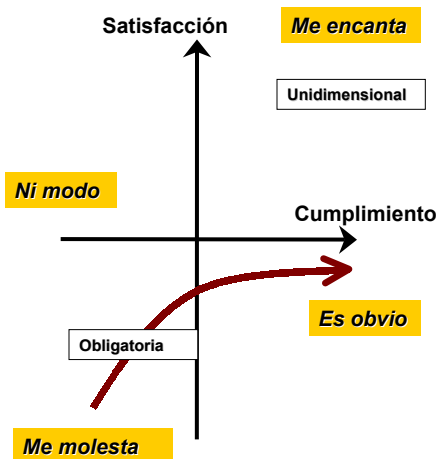 Me encanta
Satisfacción
Unidimensional
Ni modo
Cumplimiento
Es obvio
Obligatoria
Me molesta